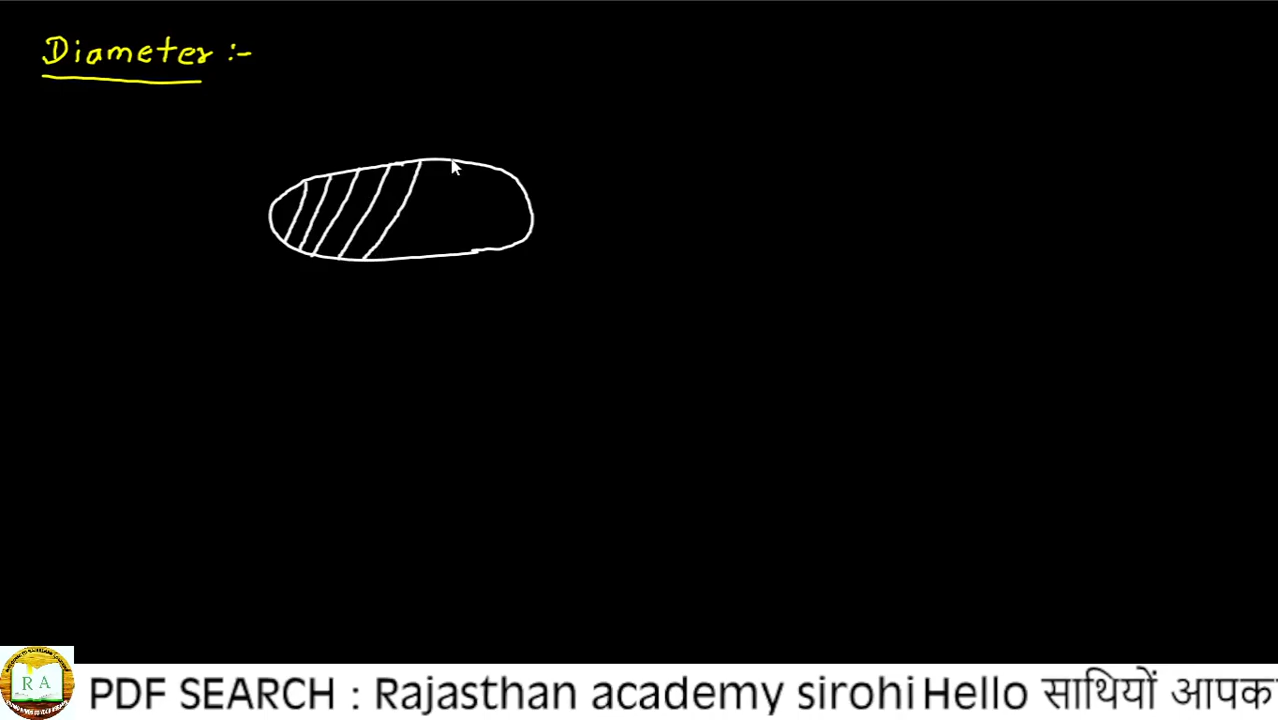 Diameter :-
R A
PDF SEARCH : Rajasthan academy sirohi Hello साथियों आपक